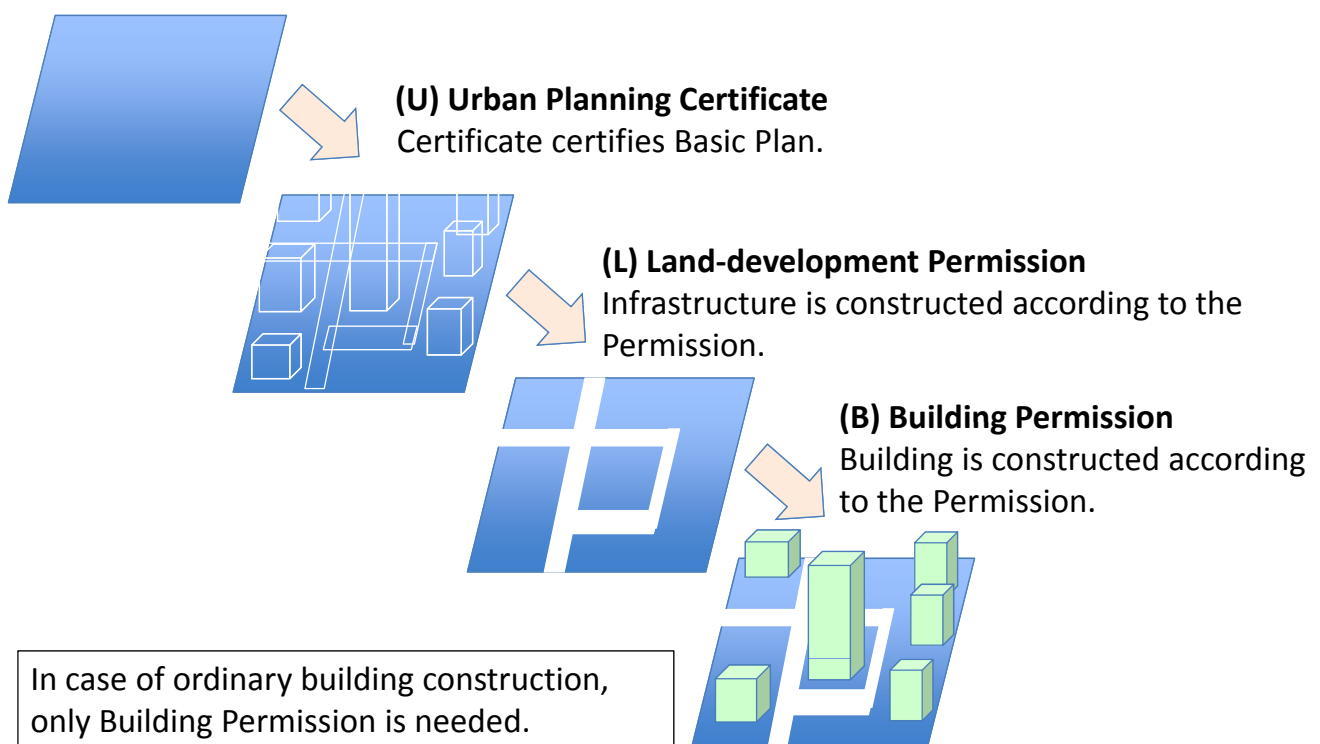 (U) Urban Planning Certificate
Certificate certifies Basic Plan.
(L) Land-development Permission
Infrastructure is constructed according to the
Permission.
(B) Building Permission
Building is constructed according
to the Permission.
In case of ordinary building construction,
only Building Permission is needed.